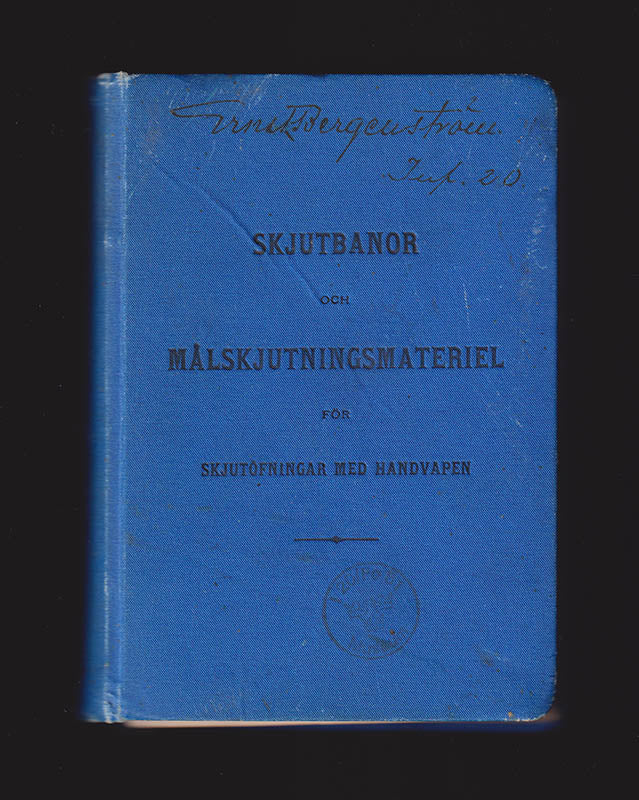 Ernst Bergenström.
Inf. 20.
SKJUTBANOR
OCH
MÅLSKJUTNINGSMATERIEL
FÖR
SKJUTÖFNINGAR MED HANDVAPEN